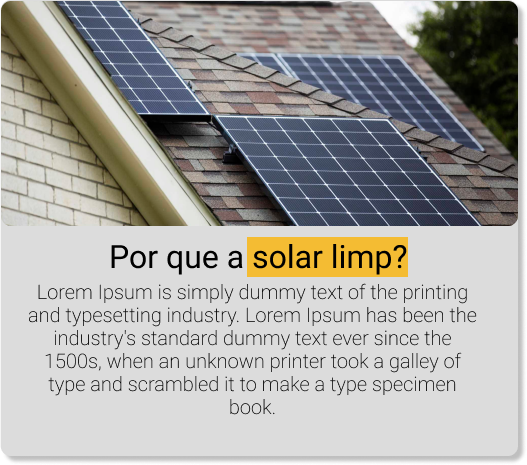 Por que a solar limp?
Lorem Ipsum is simply dummy text of the printing
and typesetting industry. Lorem Ipsum has been the
industry's standard dummy text ever since the
1500s, when an unknown printer took a galley of
type and scrambled it to make a type specimen
book.